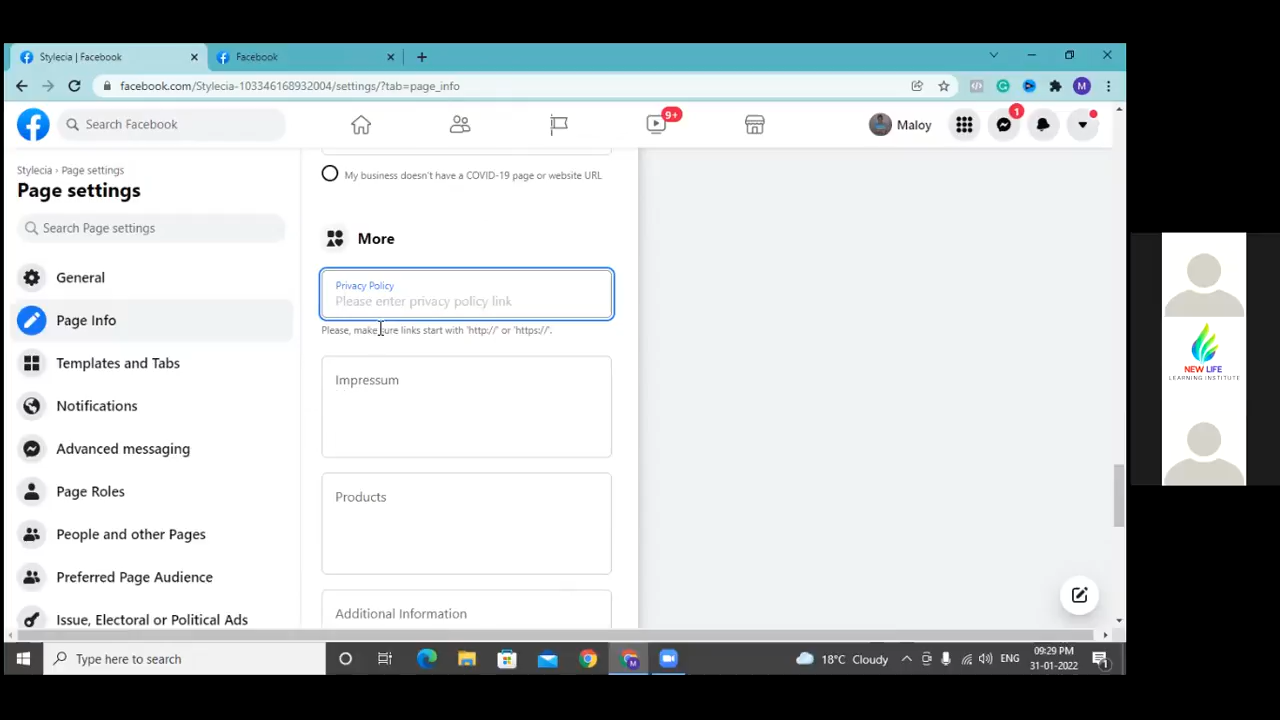 Stylecia | Facebook
Facebook
facebook.com/Stylecia-103346168932004/settings/?tab=page_info
M
Search Facebook
9+
Maloy
1
Stylecia › Page settings
Page settings
Search Page settings
General
Page Info
Templates and Tabs
Notifications
Advanced messaging
Page Roles
People and other Pages
Preferred Page Audience
Issue, Electoral or Political Ads
My business doesn't have a COVID-19 page or website URL
More
Privacy Policy
Please enter privacy policy link
Please, make sure links start with 'http://' or 'https://'.
Impressum
Products
Additional Information
NEW LIFE
LEARNING INSTITUTE
Type here to search
M
18°C Cloudy
ENG
09:29 PM
31-01-2022
1